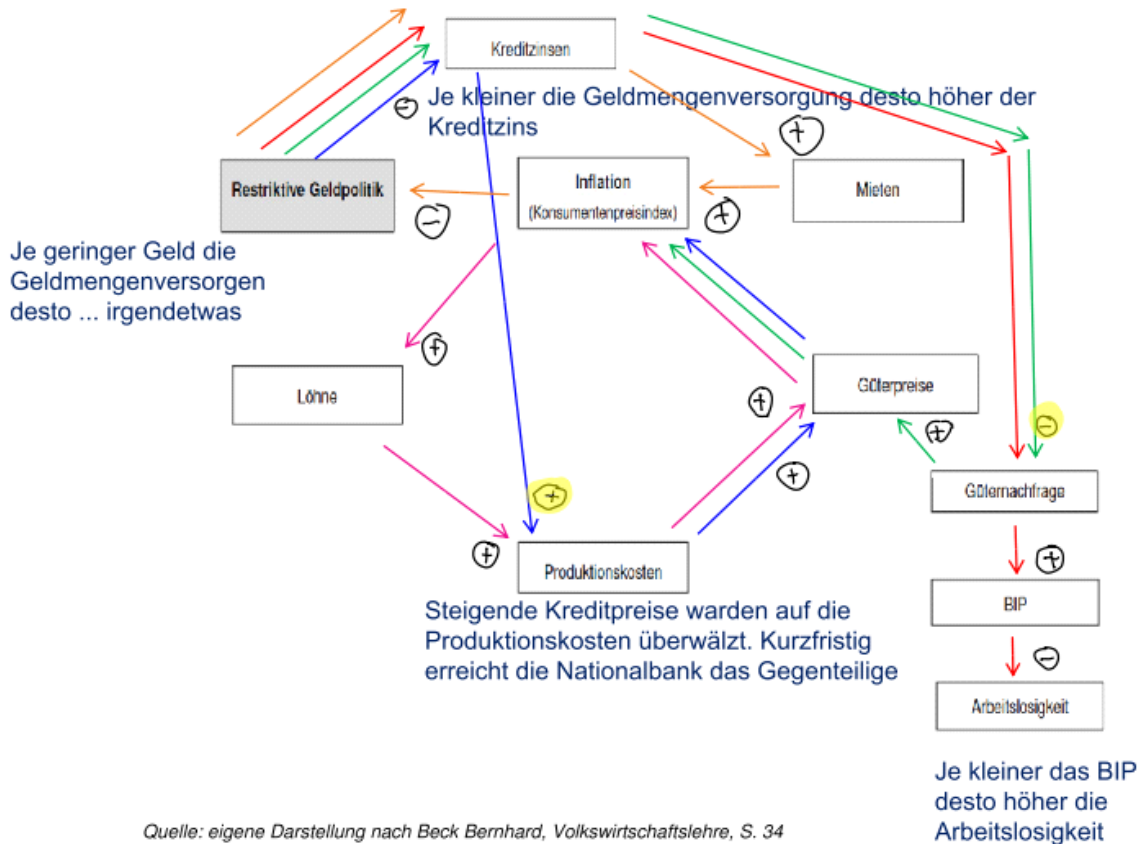 Kreditzinsen
⊖
Je kleiner die Geldmengenversorgung desto höher der
Kreditzins
⊕
Restriktive Geldpolitik
Inflation
(Konsumentenpreisindex)
Mieten
⊖
⊕
Je geringer Geld die
Geldmengenversorgen
desto ... irgendetwas
⊕
Löhne
Güterpreise
⊕
⊕
⊖
⊕
Güternachfrage
⊕
⊕
⊕
Produktionskosten
BIP
Steigende Kreditpreise warden auf die
Produktionskosten überwälzt. Kurzfristig
erreicht die Nationalbank das Gegenteilige
⊖
Arbeitslosigkeit
Je kleiner das BIP
desto höher die
Arbeitslosigkeit
Quelle: eigene Darstellung nach Beck Bernhard, Volkswirtschaftslehre, S. 34